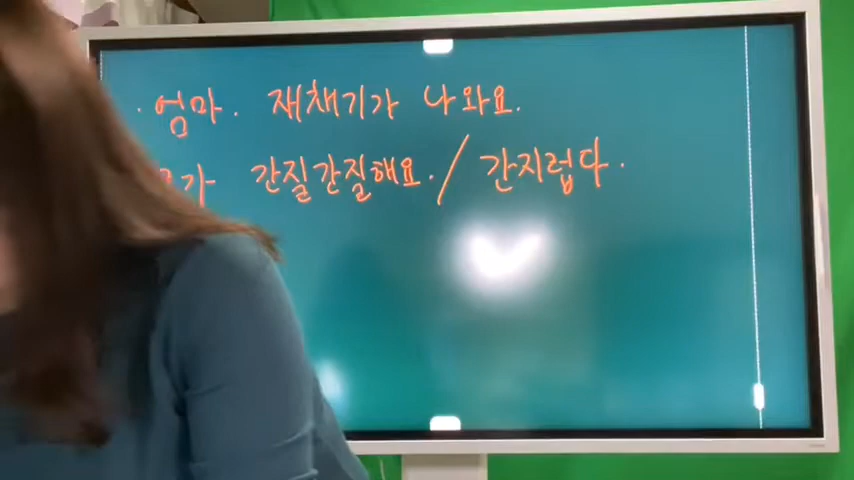 · 엄마. 재채기가 나와요.
가 간질간질해요. / 간지럽다.